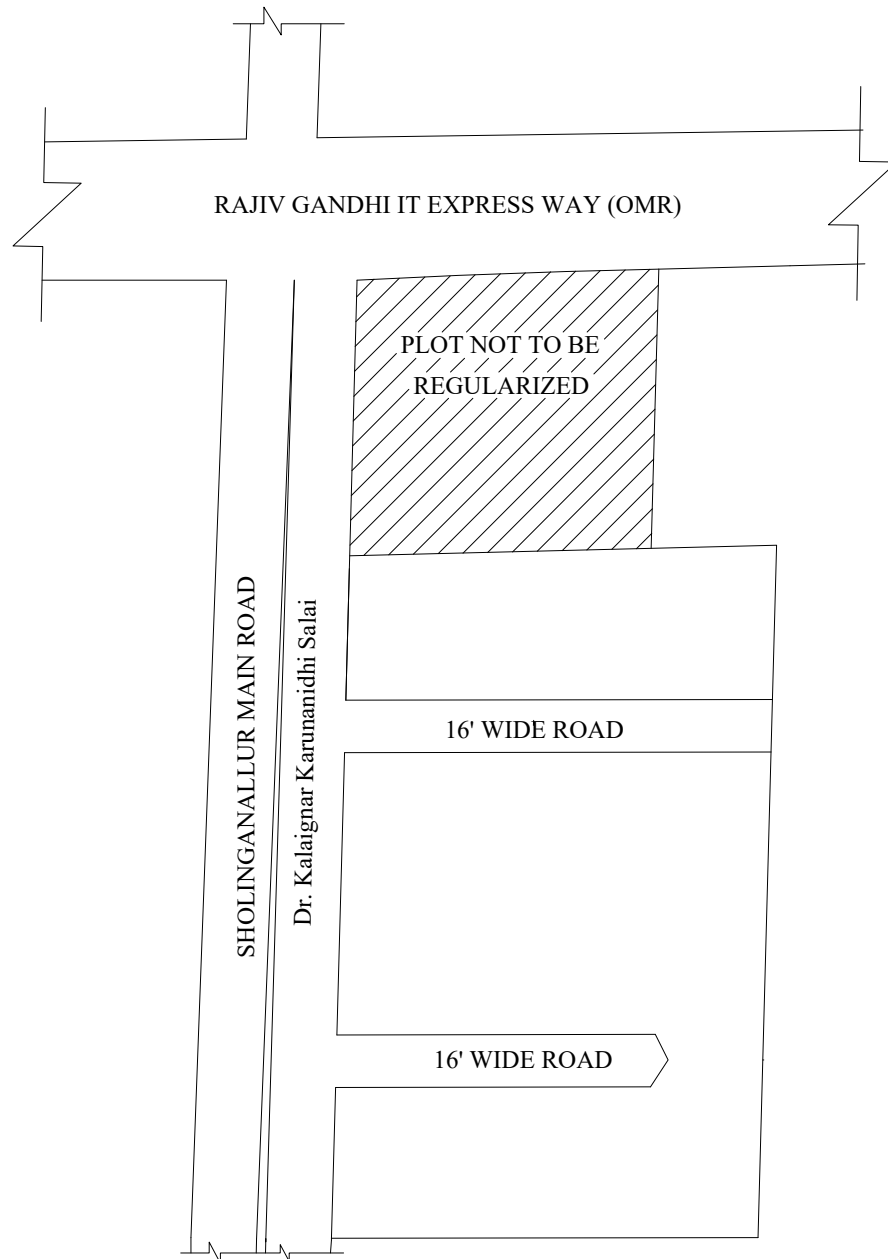 RAJIV GANDHI IT EXPRESS WAY (OMR)
PLOT NOT TO BE
REGULARIZED
SHOLINGANALLUR MAIN ROAD
Dr. Kalaignar Karunanidhi Salai
16' WIDE ROAD
16' WIDE ROAD